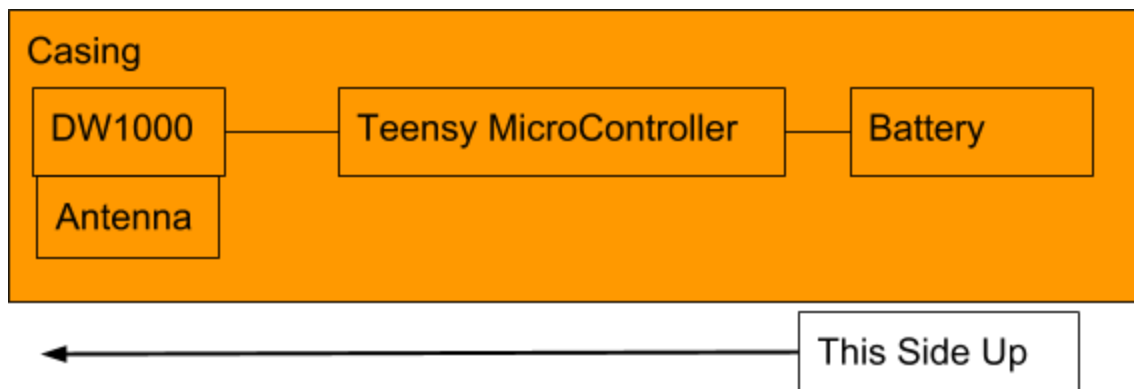 Casing
DW1000
Teensy MicroController
Battery
Antenna
This Side Up